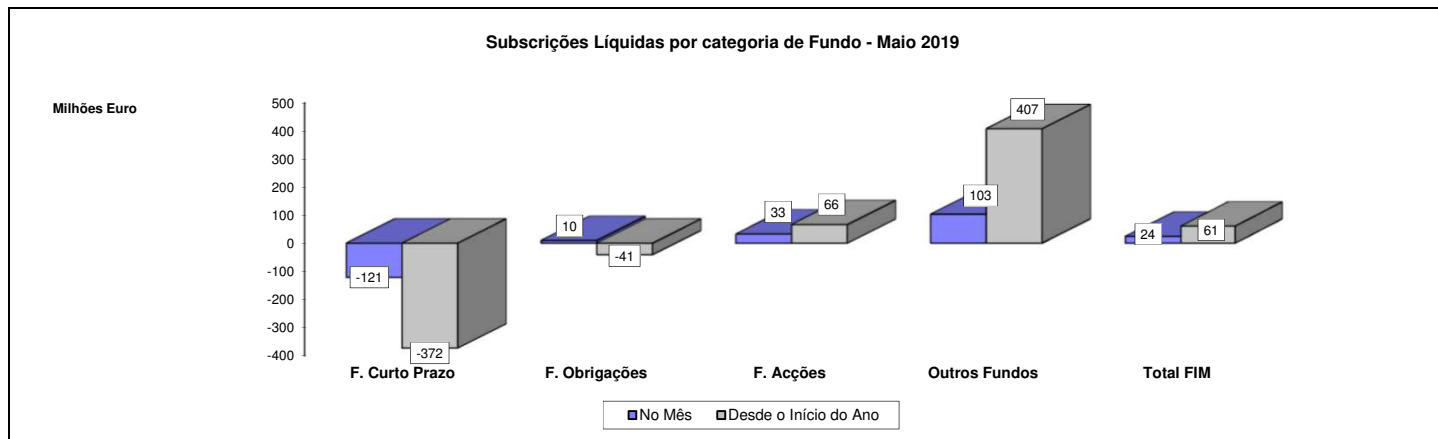 Subscrições Líquidas por categoria de Fundo - Maio 2019
Milhões Euro
500
400
300
200
100
0
-100
-200
-300
-400
-121
-372
10
-41
33
66
103
407
24
61
F. Curto Prazo
F. Obrigações
F. Acções
Outros Fundos
Total FIM
No Mês
Desde o Início do Ano